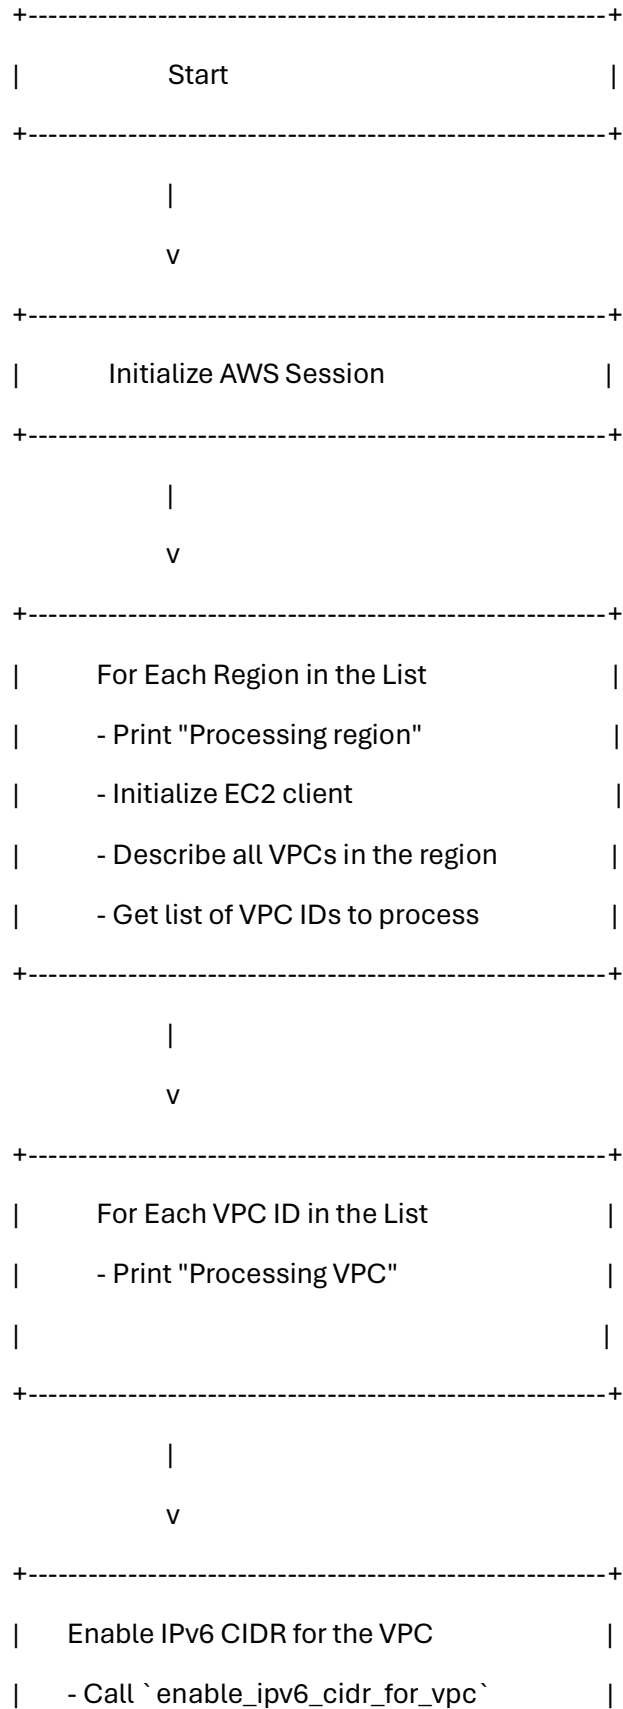 +----------------------------------------------------------+
| Start |
+----------------------------------------------------------+
|
v
+----------------------------------------------------------+
| Initialize AWS Session |
+----------------------------------------------------------+
|
v
+----------------------------------------------------------+
| For Each Region in the List |
| - Print "Processing region" |
| - Initialize EC2 client |
| - Describe all VPCs in the region |
| - Get list of VPC IDs to process |
+----------------------------------------------------------+
|
v
+----------------------------------------------------------+
| For Each VPC ID in the List |
| - Print "Processing VPC" |
| |
+----------------------------------------------------------+
|
v
+----------------------------------------------------------+
| Enable IPv6 CIDR for the VPC |
| - Call `enable_ipv6_cidr_for_vpc` |